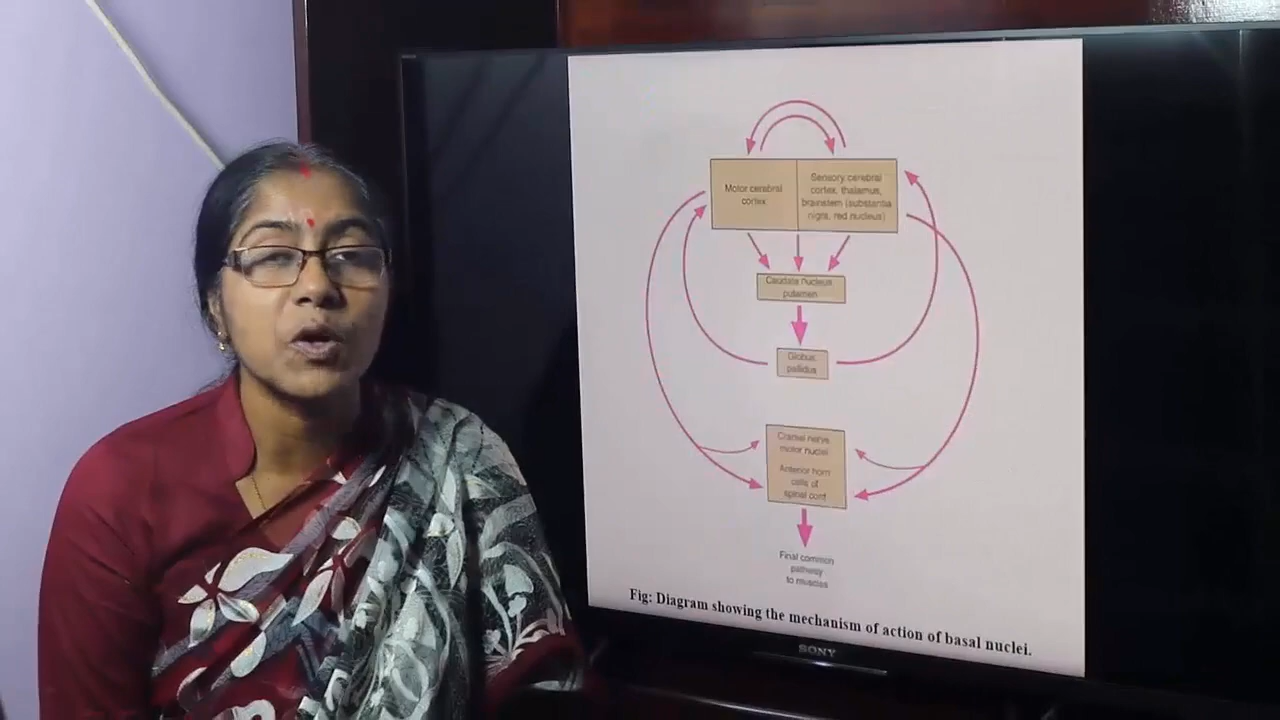 Motor cerebral
cortex
Sensory cerebral
cortex, thalamus,
brainstem (substantia
nigra, red nucleus)
Caudate nucleus
putamen
Globus
pallidus
Cranial nerve
motor nuclei
Anterior horn
cells of
spinal cord
Final common
pathway
to muscles
Fig: Diagram showing the mechanism of action of basal nuclei.
SONY